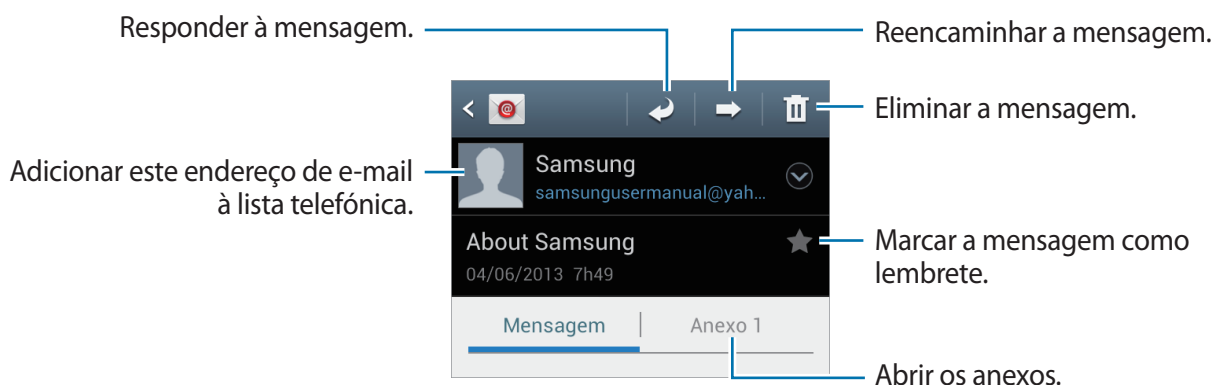 Responder à mensagem.
Reencaminhar a mensagem.
Eliminar a mensagem.
Adicionar este endereço de e-mail
à lista telefónica.
Samsung
samsungusermanual@yah...
About Samsung
04/06/2013 7h49
Marcar a mensagem como
lembrete.
Mensagem
Anexo 1
Abrir os anexos.